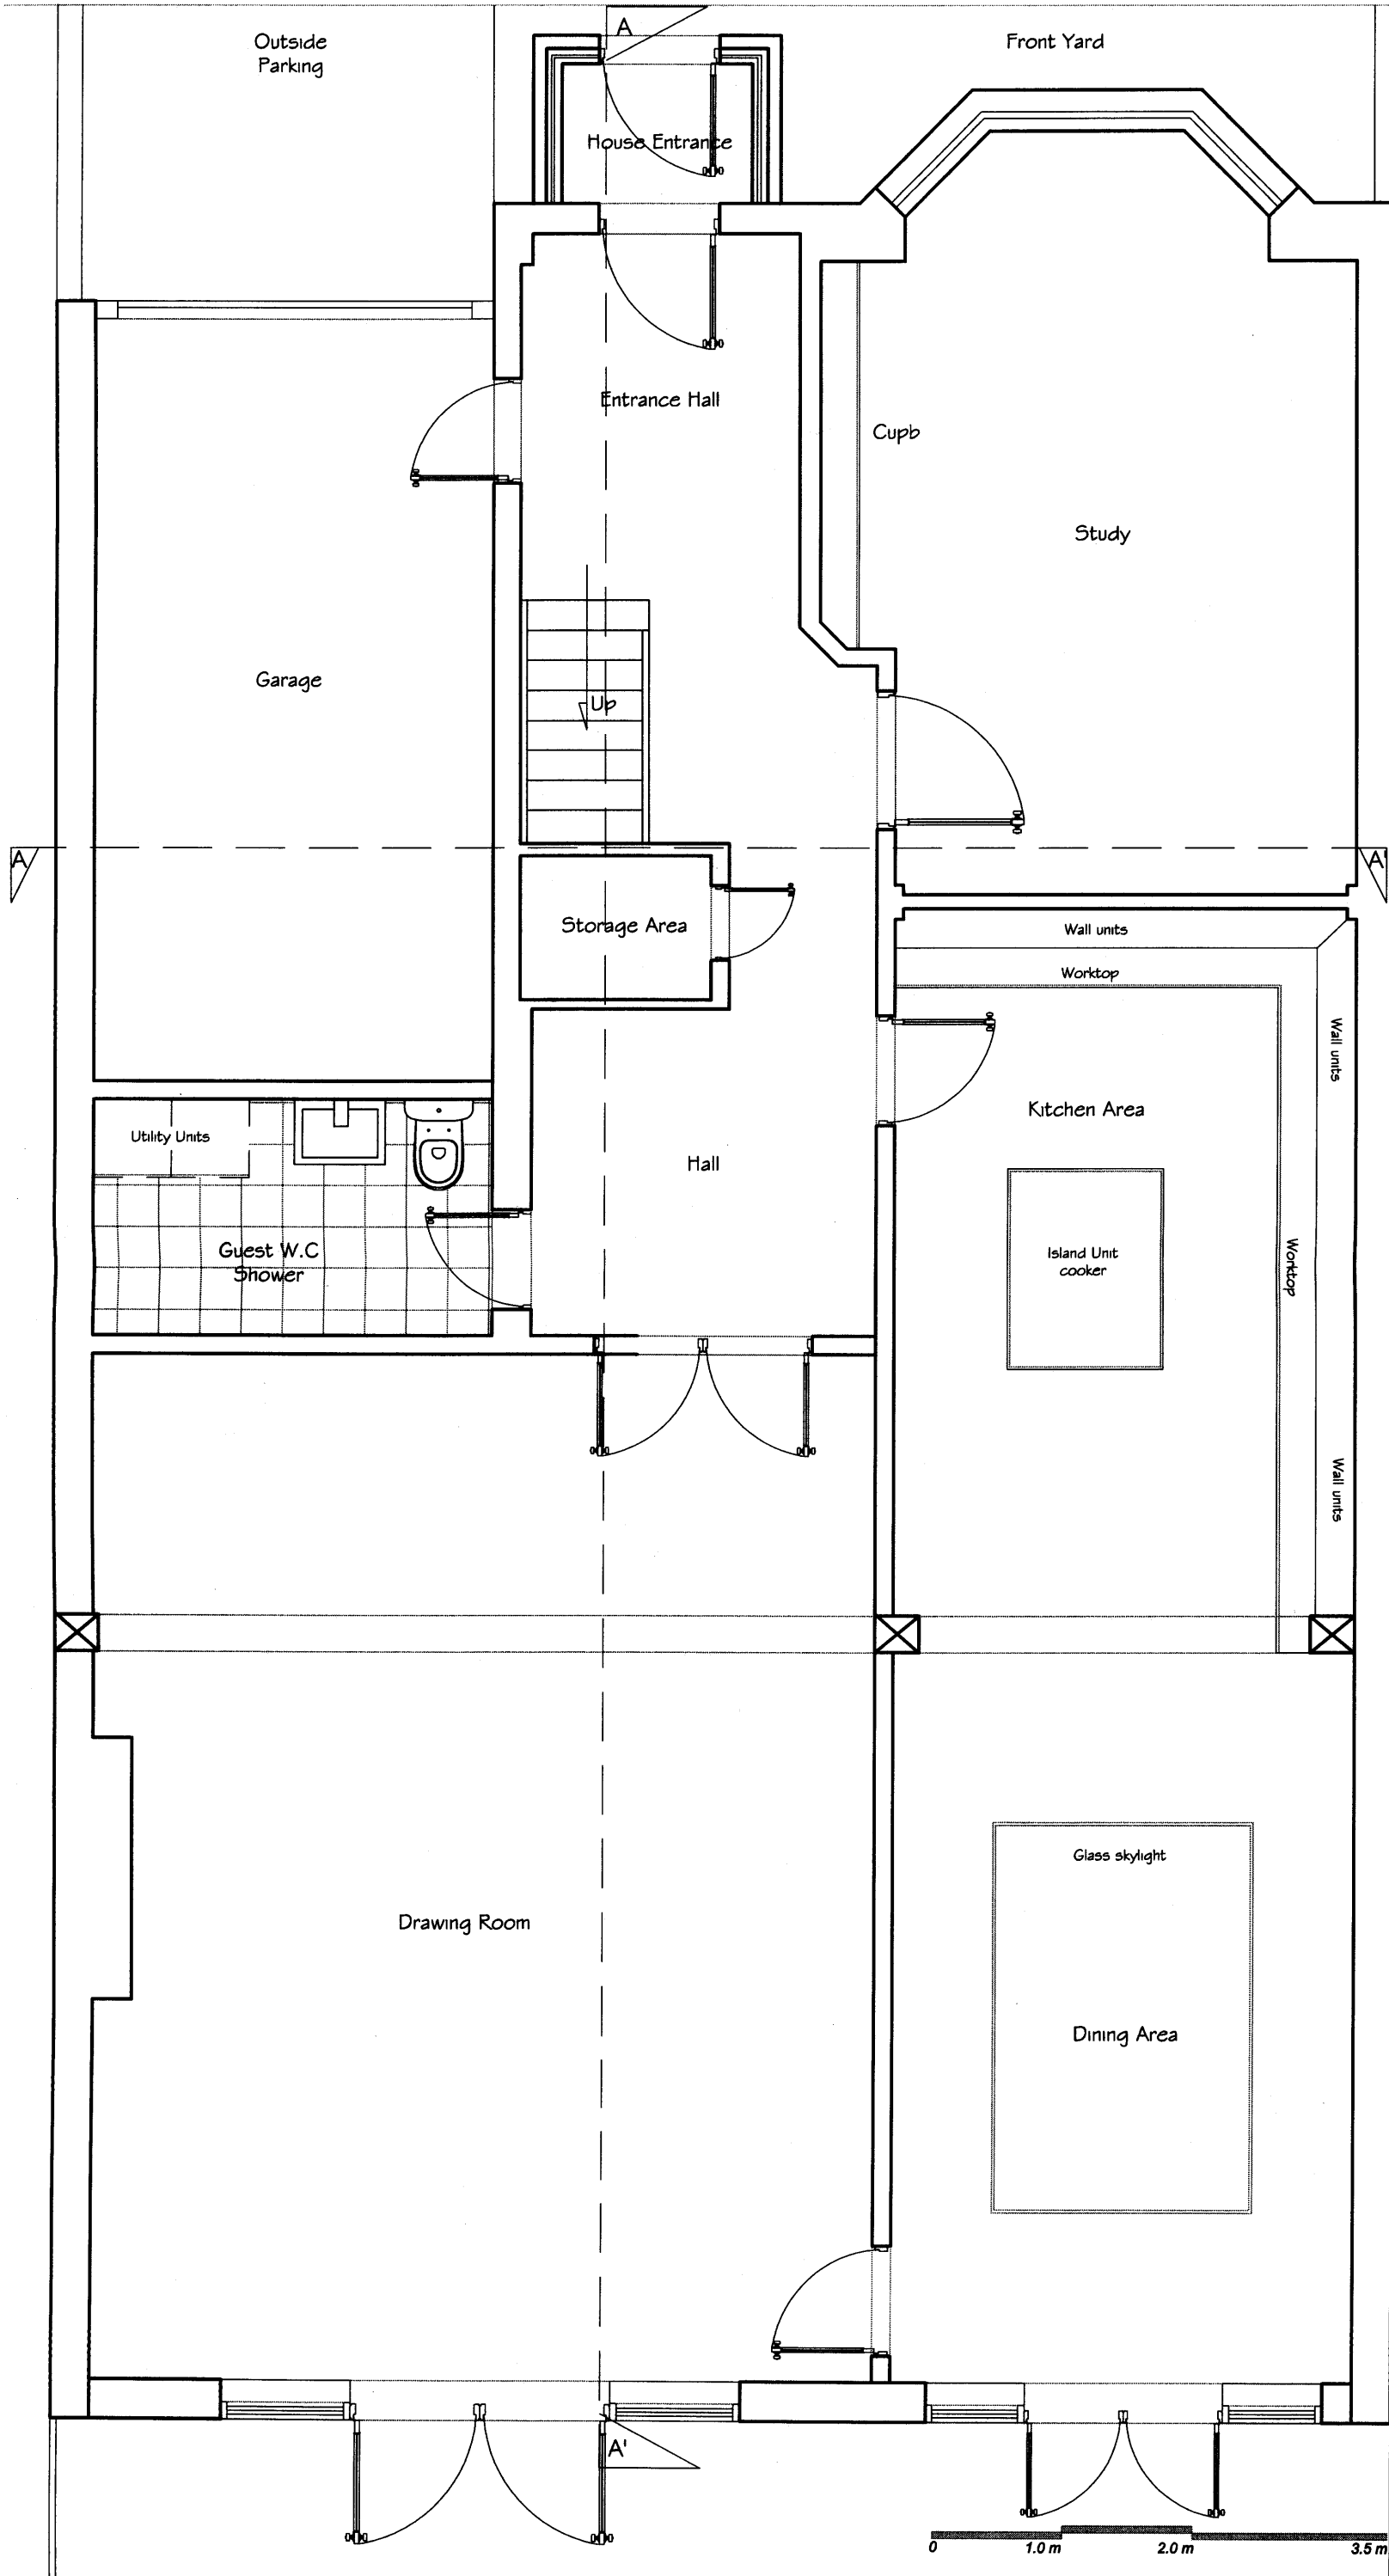 Outside
Parking
A
Front Yard
House Entrance
Entrance Hall
Cupb
Study
Garage
Up
A
A'
Storage Area
Wall units
Worktop
Wall units
Kitchen Area
Utility Units
Hall
Guest W.C
Shower
Island Unit
cooker
Worktop
Wall units
Glass skylight
Drawing Room
Dining Area
A'
0 1.0 m 2.0 m 3.5 m